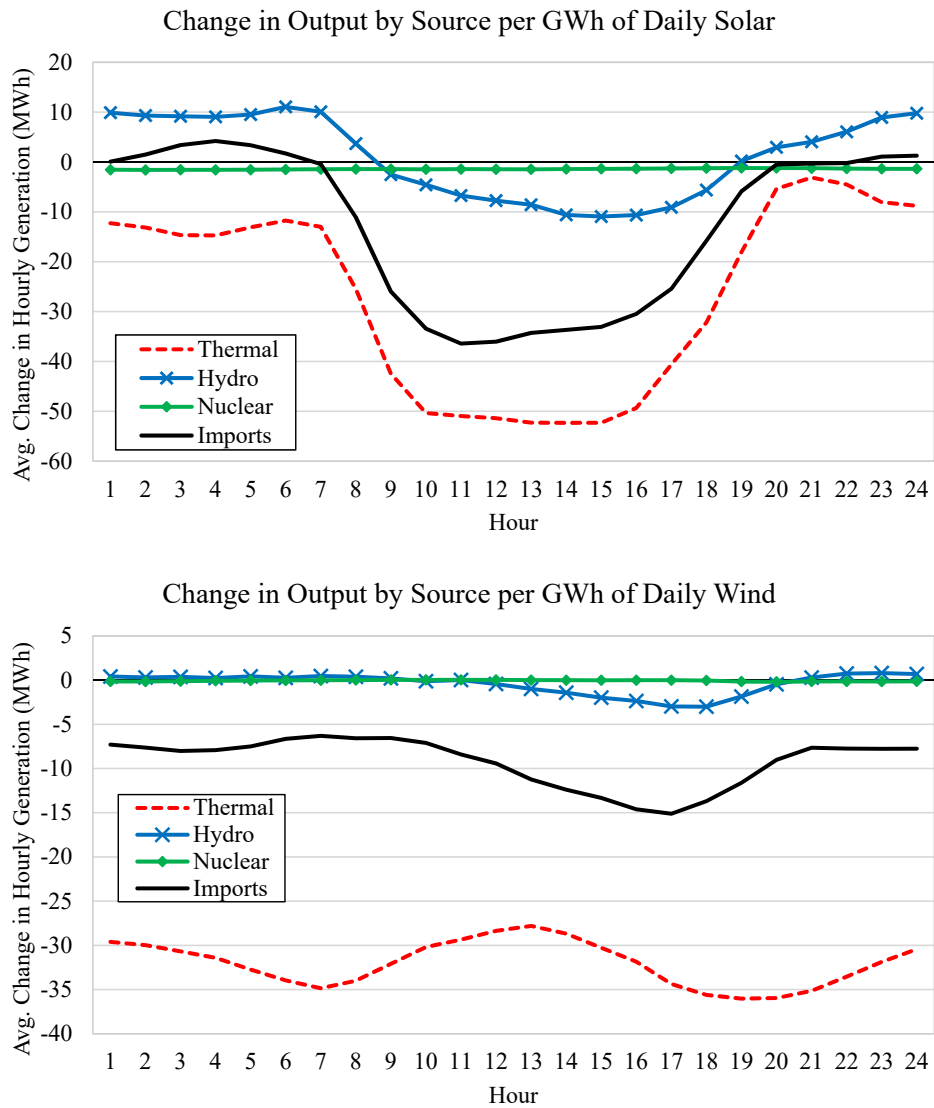 Change in Output by Source per GWh of Daily Solar
Avg. Change in Hourly Generation (MWh)
20
10
0
-10
-20
-30
-40
-50
-60
Thermal
Hydro
Nuclear
Imports
1 2 3 4 5 6 7 8 9 10 11 12 13 14 15 16 17 18 19 20 21 22 23 24
Hour
Change in Output by Source per GWh of Daily Wind
Avg. Change in Hourly Generation (MWh)
5
0
-5
-10
-15
-20
-25
-30
-35
-40
Thermal
Hydro
Nuclear
Imports
1 2 3 4 5 6 7 8 9 10 11 12 13 14 15 16 17 18 19 20 21 22 23 24
Hour